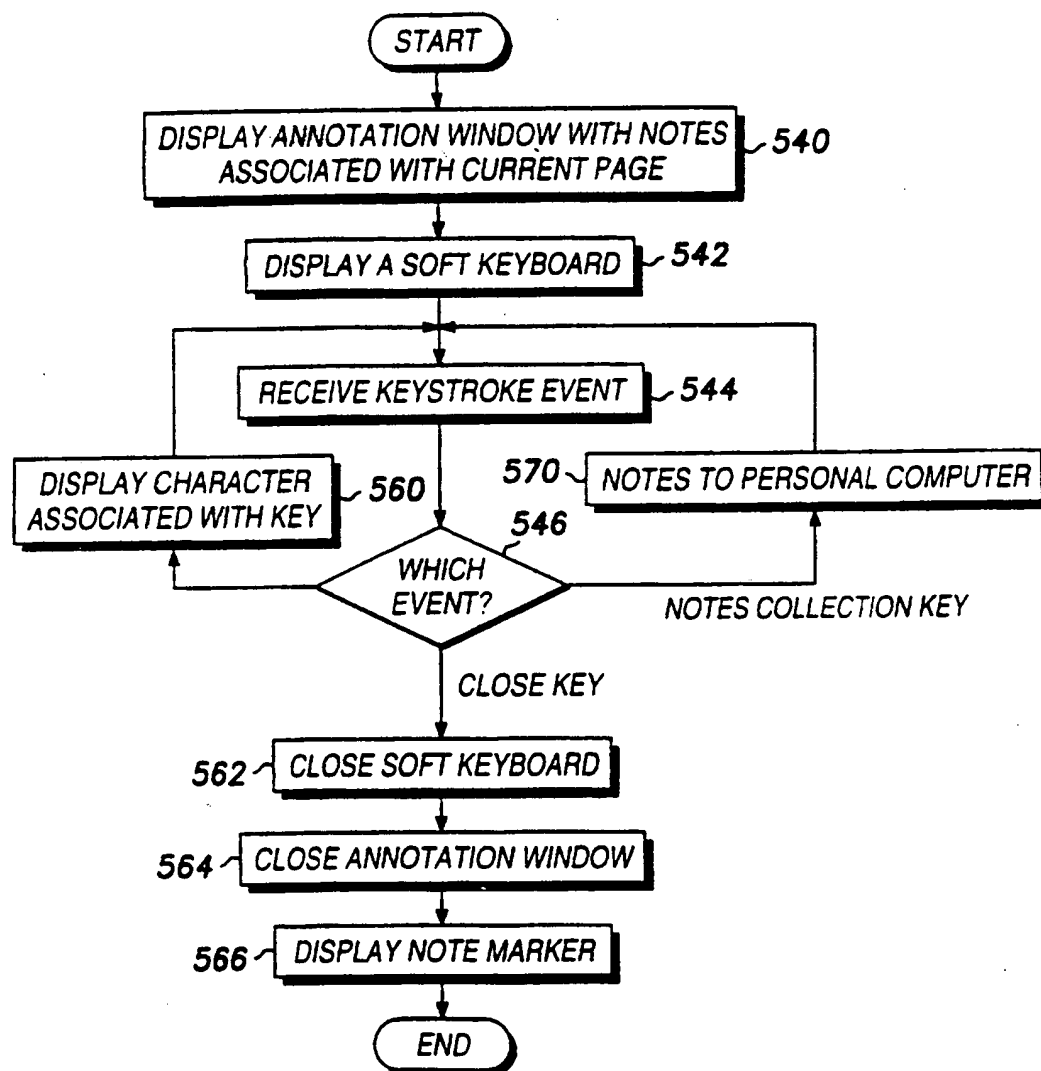 START
DISPLAY ANNOTATION WINDOW WITH NOTES
ASSOCIATED WITH CURRENT PAGE
540
DISPLAY A SOFT KEYBOARD
542
RECEIVE KEYSTROKE EVENT
544
DISPLAY CHARACTER
ASSOCIATED WITH KEY
560
570
NOTES TO PERSONAL COMPUTER
546
WHICH
EVENT?
NOTES COLLECTION KEY
CLOSE KEY
562
CLOSE SOFT KEYBOARD
564
CLOSE ANNOTATION WINDOW
566
DISPLAY NOTE MARKER
END